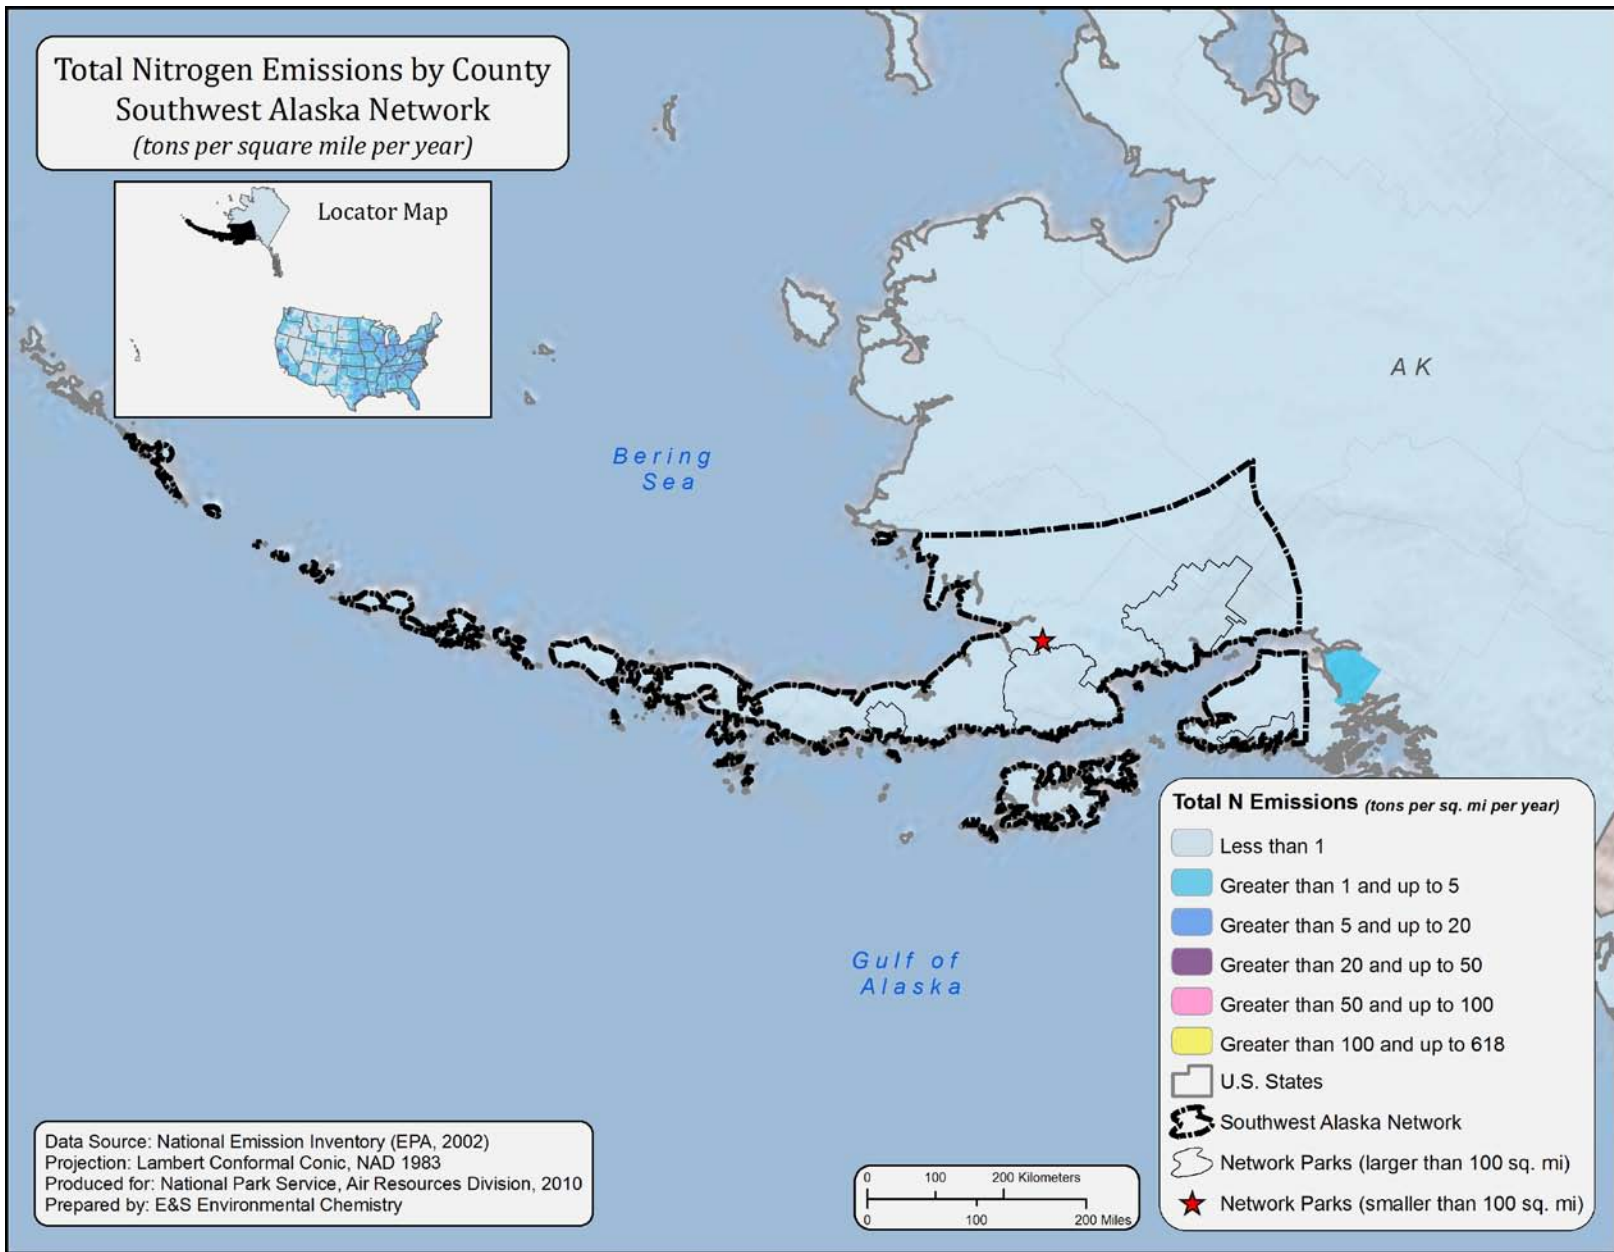 Total Nitrogen Emissions by County
Southwest Alaska Network
(tons per square mile per year)
Locator Map
AK
Bering
Sea
Gulf of
Alaska
Total N Emissions (tons per sq. mi per year)
Less than 1
Greater than 1 and up to 5
Greater than 5 and up to 20
Greater than 20 and up to 50
Greater than 50 and up to 100
Greater than 100 and up to 618
U.S. States
Southwest Alaska Network
Network Parks (larger than 100 sq. mi)
Network Parks (smaller than 100 sq. mi)
Data Source: National Emission Inventory (EPA, 2002)
Projection: Lambert Conformal Conic, NAD 1983
Produced for: National Park Service, Air Resources Division, 2010
Prepared by: E&S Environmental Chemistry
0 100 200 Kilometers
0 100 200 Miles